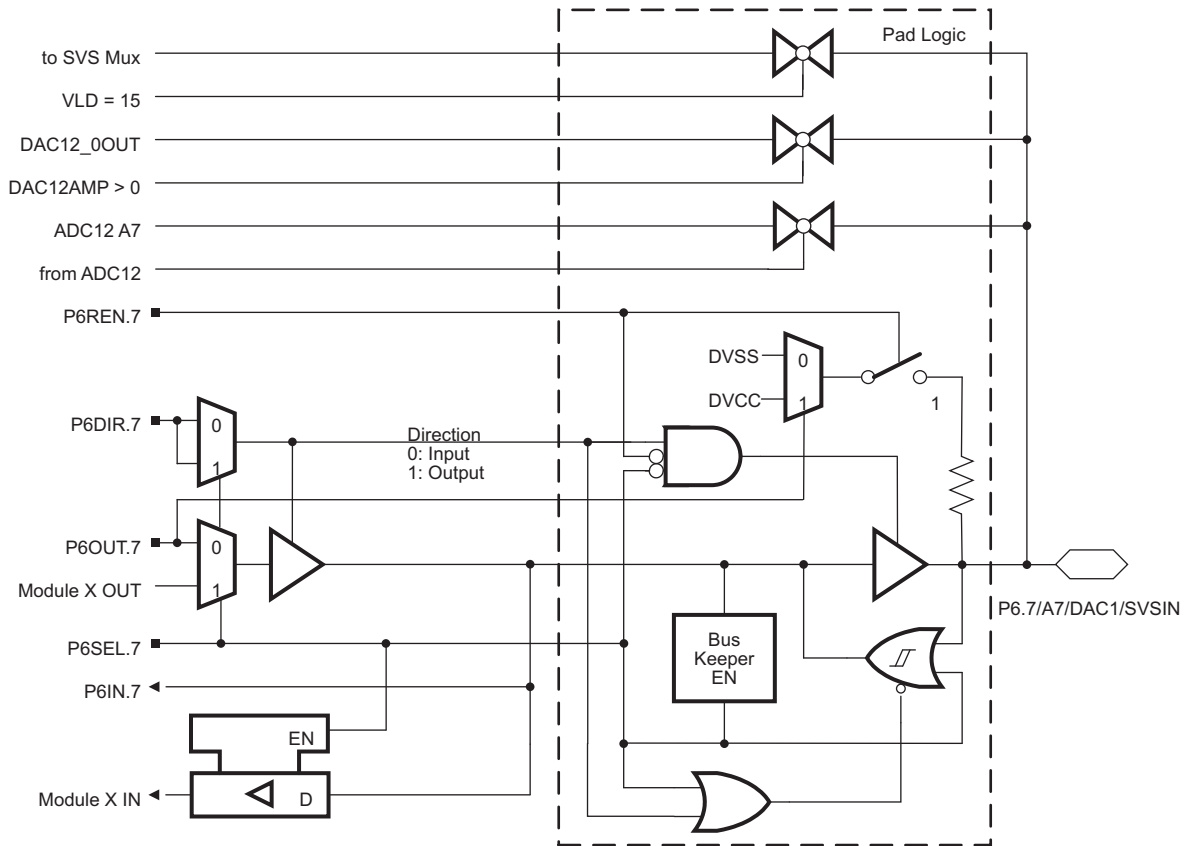 Pad Logic
to SVS Mux
VLD = 15
DAC12_0OUT
DAC12AMP > 0
ADC12 A7
from ADC12
P6REN.7
DVSS
0
DVCC
1
1
P6DIR.7
0
1
Direction
0: Input
1: Output
P6OUT.7
0
Module X OUT
1
P6.7/A7/DAC1/SVSIN
P6SEL.7
Bus
Keeper
EN
P6IN.7
EN
Module X IN
D